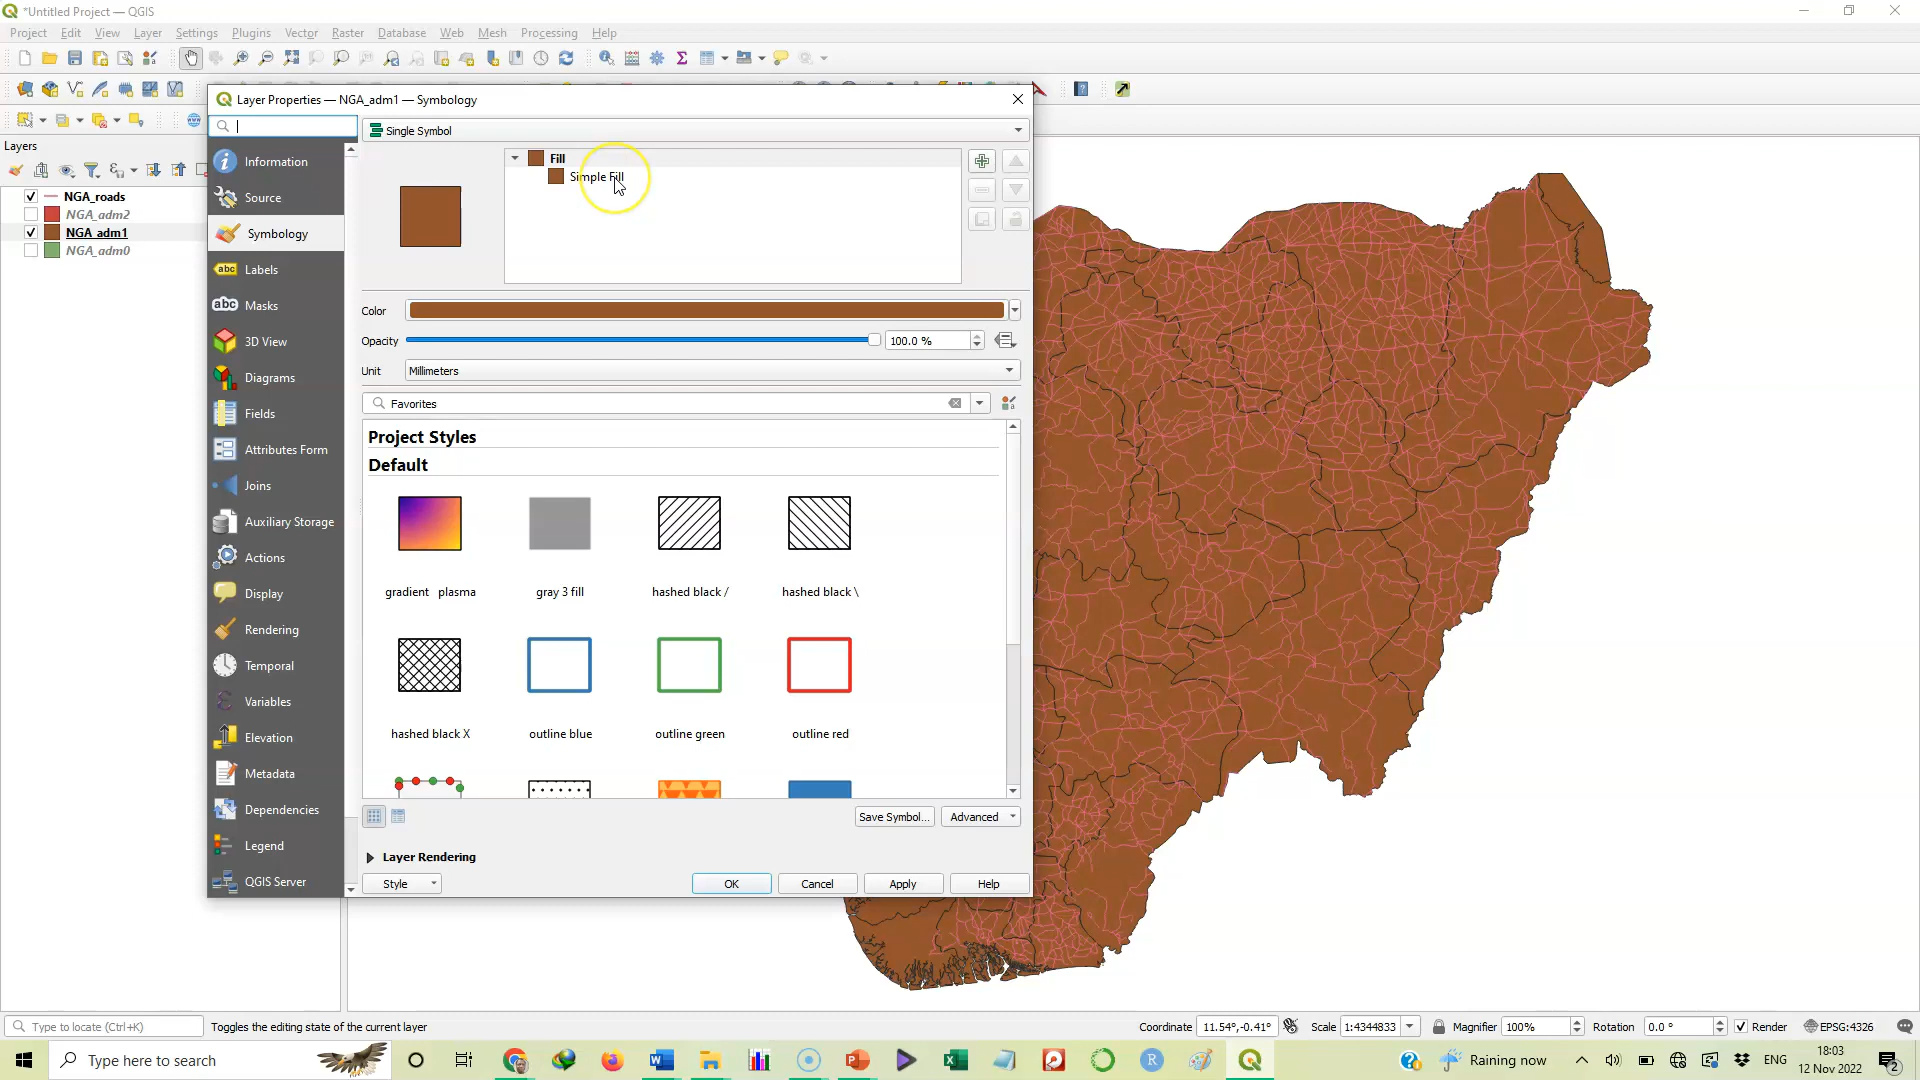 *Untitled Project — QGIS
Project Edit View Layer Settings Plugins Vector Raster Database Web Mesh Processing Help
Layer Properties — NGA_adm1 — Symbology
Single Symbol
Layers
Information
Fill
Simple Fill
NGA_roads
Source
NGA_adm2
NGA_adm1
Symbology
NGA_adm0
abc Labels
abc Masks
Color
3D View
Opacity 100.0 %
Unit Millimeters
Diagrams
Favorites
Fields
Project Styles
Attributes Form
Default
Joins
Auxiliary Storage
Actions
gradient plasma
gray 3 fill
hashed black /
hashed black \
Display
Rendering
Temporal
Variables
hashed black X
outline blue
outline green
outline red
Elevation
Metadata
Dependencies
Save Symbol...
Advanced
Legend
Layer Rendering
QGIS Server
Style
OK
Cancel
Apply
Help
Type to locate (Ctrl+K)
Toggles the editing state of the current layer
Coordinate 11.54°,-0.41°
Scale 1:4344833
Magnifier 100%
Rotation 0.0 °
Render
EPSG:4326
Type here to search
Raining now
ENG
18:03
12 Nov 2022
2